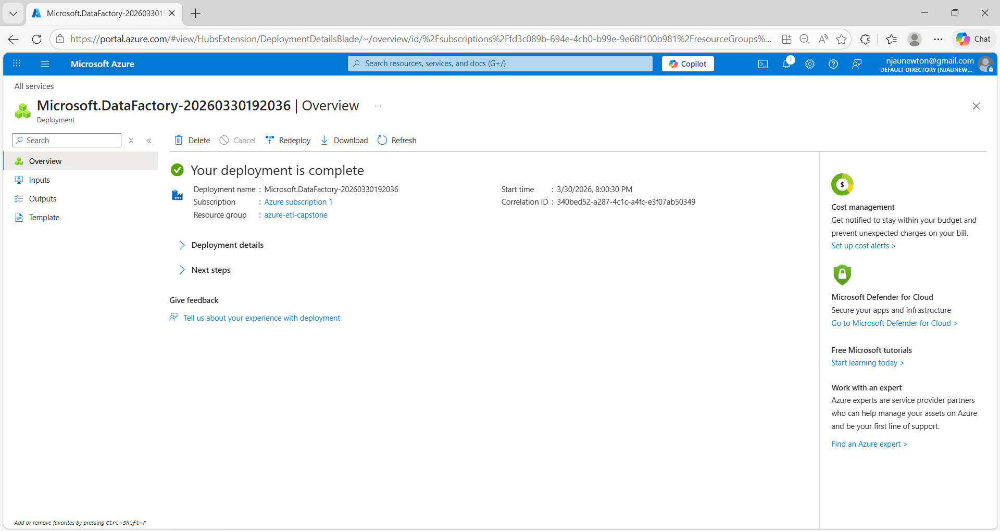 Microsoft.DataFactory-2026033019
https://portal.azure.com/#view/HubsExtension/DeploymentDetailsBlade/~/overview/id/%2Fsubscriptions%2Ffd3c089b-694e-4cb0-b99e-9e68f100b981%2FresourceGroups%...
Chat
Microsoft Azure
Search resources, services, and docs (G+/)
Copilot
1
njaunewton@gmail.com
DEFAULT DIRECTORY (NJAUNEW...
All services
Microsoft.DataFactory-20260330192036 | Overview ...
Deployment
Search
Delete
Cancel
Redeploy
Download
Refresh
Overview
Inputs
Outputs
Template
Your deployment is complete
Deployment name : Microsoft.DataFactory-20260330192036
Subscription : Azure subscription 1
Resource group : azure-etl-capstone
Start time : 3/30/2026, 8:00:30 PM
Correlation ID : 340bed52-a287-4c1c-a4fc-e3f07ab50349
Deployment details
Next steps
Give feedback
Tell us about your experience with deployment
Cost management
Get notified to stay within your budget and
prevent unexpected charges on your bill.
Set up cost alerts >
Microsoft Defender for Cloud
Secure your apps and infrastructure
Go to Microsoft Defender for Cloud >
Free Microsoft tutorials
Start learning today >
Work with an expert
Azure experts are service provider partners
who can help manage your assets on Azure
and be your first line of support.
Find an Azure expert >
Add or remove favorites by pressing Ctrl+Shift+F